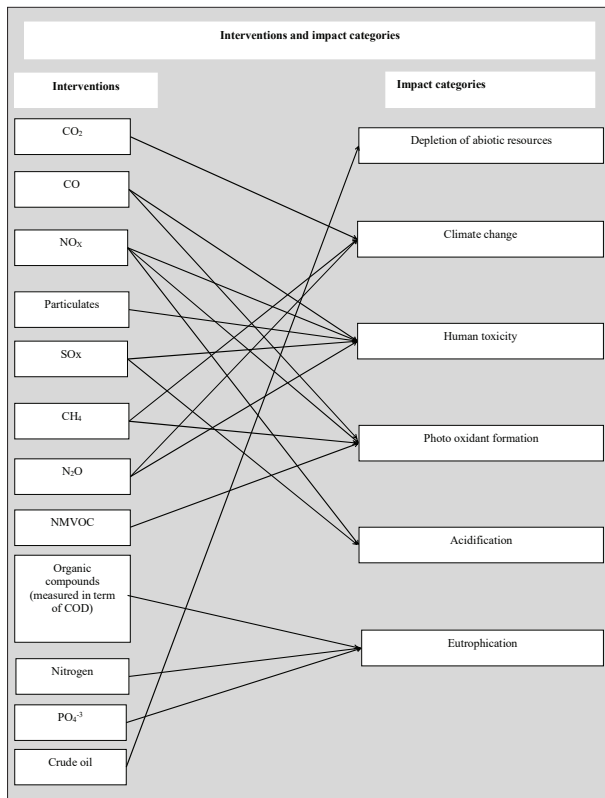 Interventions and impact categories
Interventions
Impact categories
CO₂
CO
NOX
Particulates
SOx
CH₄
N₂O
NMVOC
Organic
compounds
(measured in term
of COD)
Nitrogen
PO₄⁻³
Crude oil
Depletion of abiotic resources
Climate change
Human toxicity
Photo oxidant formation
Acidification
Eutrophication